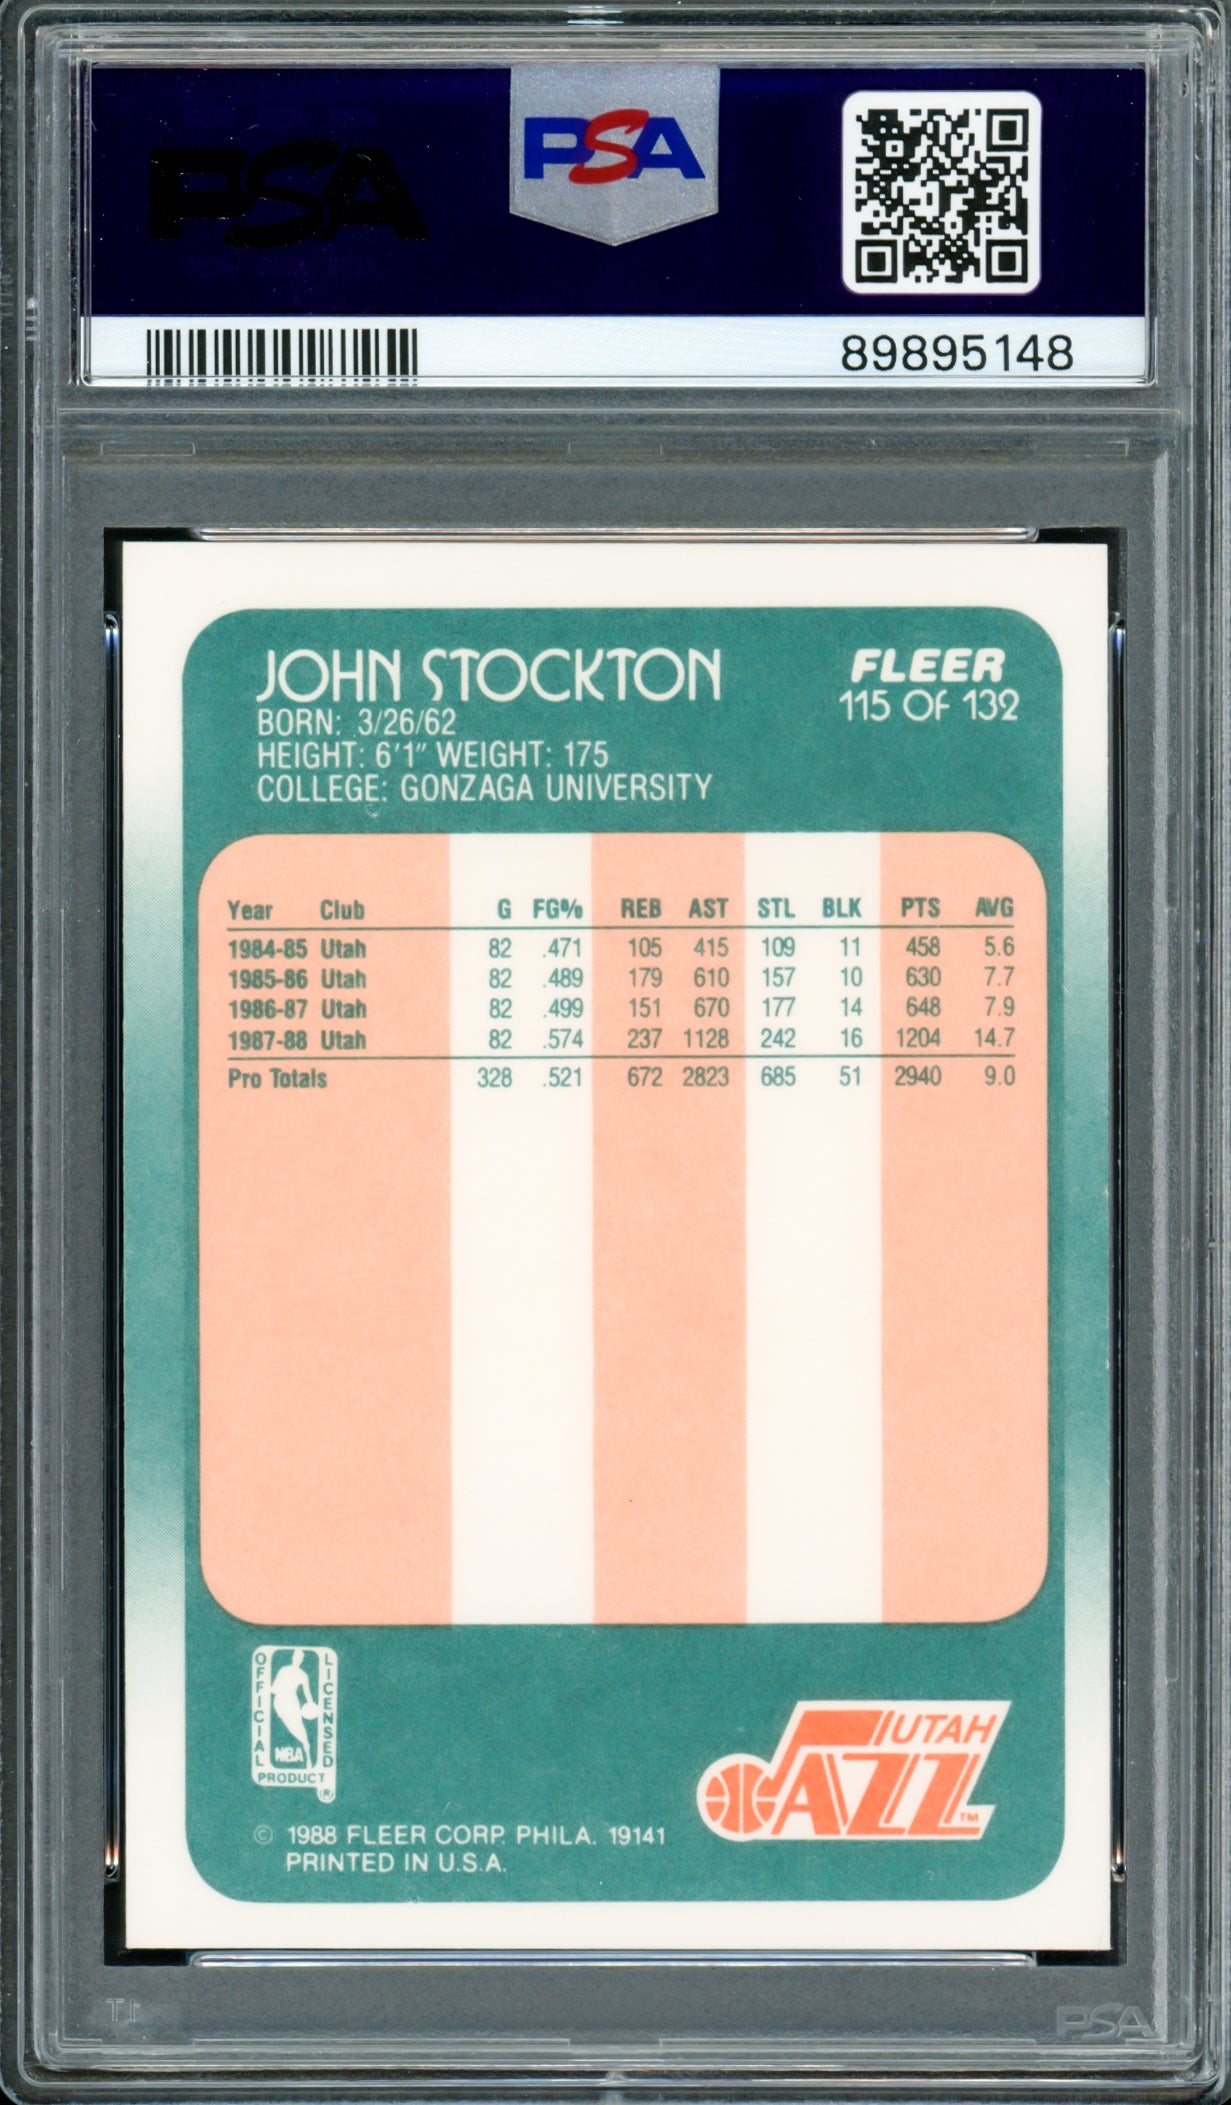 PSA
PSA
89895148
JOHN STOCKTON
FLEER
115 OF 132
BORN: 3/26/62
HEIGHT: 6'1" WEIGHT: 175
COLLEGE: GONZAGA UNIVERSITY
Year Club G FG% REB AST STL BLK PTS AVG
1984-85 Utah 82 .471 105 415 109 11 458 5.6
1985-86 Utah 82 .489 179 610 157 10 630 7.7
1986-87 Utah 82 .499 151 670 177 14 648 7.9
1987-88 Utah 82 .574 237 1128 242 16 1204 14.7
Pro Totals 328 .521 672 2823 685 51 2940 9.0
OFFICIAL
LICENSED
NBA
PRODUCT
®
UTAH
JAZZ
™
© 1988 FLEER CORP. PHILA. 19141
PRINTED IN U.S.A.
PSA